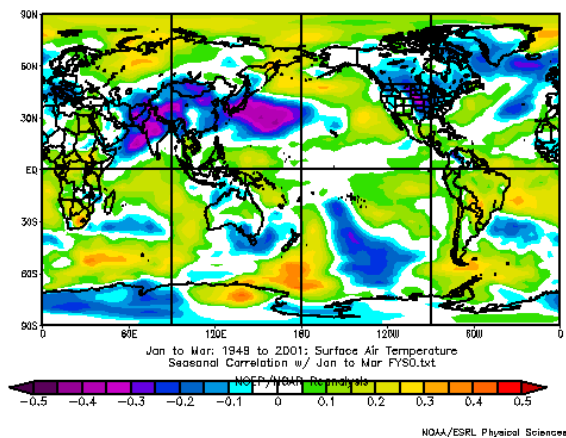 90N
60N
30N
EQ
30S
60S
90S
0 60E 120E 180 120W 60W 0
Jan to Mar: 1949 to 2001: Surface Air Temperature
Seasonal Correlation w/ Jan to Mar FYSO.txt
NCEP/NCAR Reanalysis
-0.5 -0.4 -0.3 -0.2 -0.1 0 0.1 0.2 0.3 0.4 0.5
NOAA/ESRL Physical Sciences